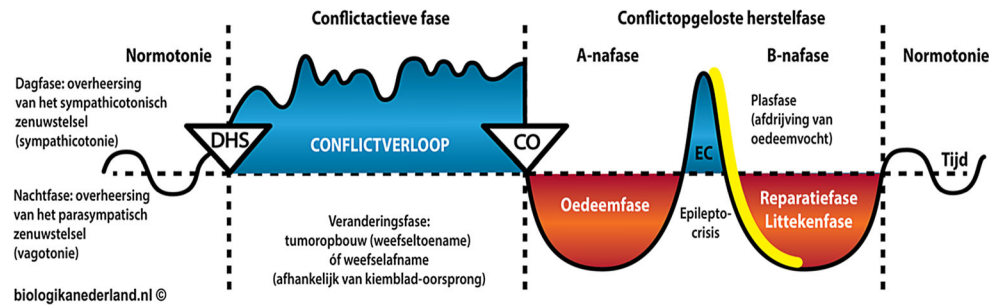 Conflictactieve fase
Conflictopgeloste herstelfase
Normotonie
A-nafase
B-nafase
Normotonie
Dagfase: overheersing
van het sympathicotonisch
zenuwstelsel
(sympathicotonie)
Plasfase
(afdrijving van
oedeemvocht)
DHS
CONFLICTVERLOOP
CO
EC
Tijd
Nachtfase: overheersing
van het parasympatisch
zenuwstelsel
(vagotonie)
Veranderingsfase:
tumoropbouw (weefseltoename)
óf weefselafname
(afhankelijk van kiemblad-oorsprong)
Oedeemfase
Epilepto-
crisis
Reparatiefase
Littekenfase
biologikanederland.nl ©